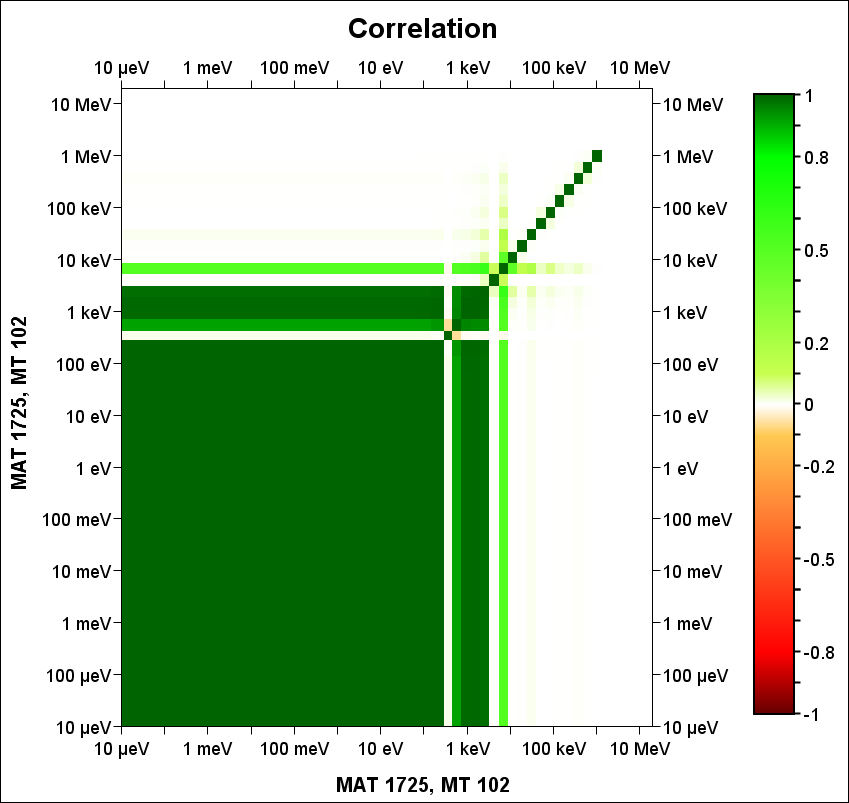 Correlation
10 µeV 1 meV 100 meV 10 eV 1 keV 100 keV 10 MeV
10 MeV 10 MeV 1
1 MeV 1 MeV 0.8
100 keV 100 keV
10 keV 10 keV 0.5
1 keV 1 keV
100 eV 100 eV 0.2
10 eV 10 eV 0
1 eV 1 eV -0.2
100 meV 100 meV
10 meV 10 meV -0.5
1 meV 1 meV -0.8
100 µeV 100 µeV
10 µeV 10 µeV -1
MAT 1725, MT 102
10 µeV 1 meV 100 meV 10 eV 1 keV 100 keV 10 MeV
MAT 1725, MT 102